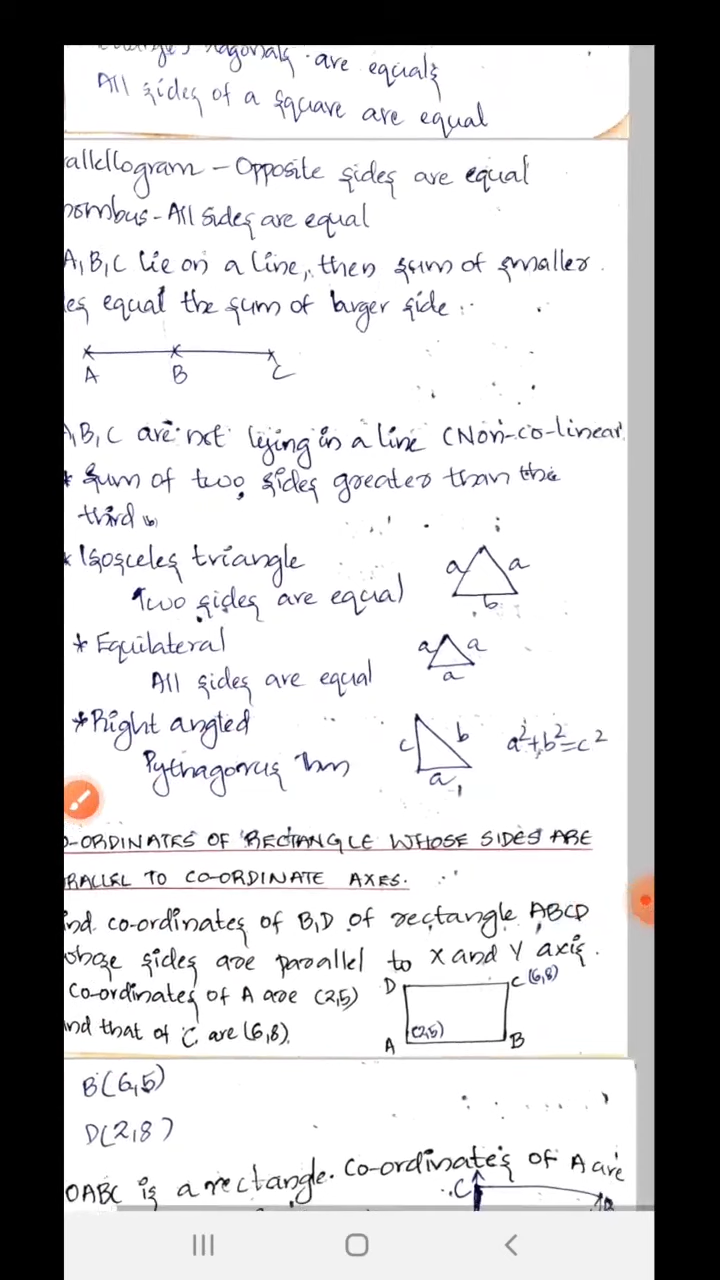 diagonals are equals
All sides of a square are equal
allellogram - Opposite sides are equal
ombus - All sides are equal
A,B,C lie on a line, then sum of smaller
es equal the sum of larger side.
A B C
A,B,C are not lying in a line (Non-co-linear
* Sum of two sides greater than the
third
* Isosceles triangle
a a
Two sides are equal
b
* Equilateral
a a
All sides are equal
a
* Right angled
c b a²+b²=c²
Pythagorus thm
a
O-ORDINATES OF RECTANGLE WHOSE SIDES ARE
RALLEL TO CO-ORDINATE AXES.
ind co-ordinates of B,D of rectangle ABCD
whose sides are parallel to X and Y axis.
Co-ordinates of A are (2,5)
D C(6,8)
nd that of C are (6,8).
(2,5)
A B
B(6,5)
D(2,8)
OABC is a rectangle. Co-ordinates of A are
C